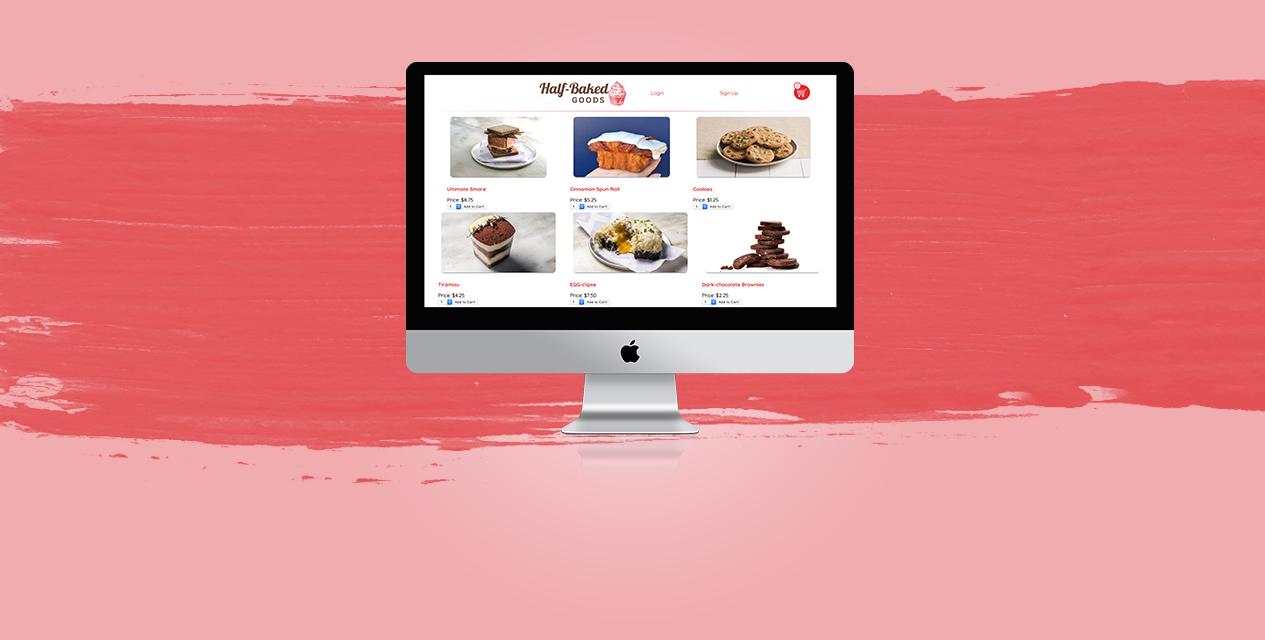 Half-Baked
GOODS
Login
Sign Up
Ultimate Smore
Price: $8.75
1 Add to Cart!
Cinnamon Spun Roll
Price: $5.25
1 Add to Cart!
Cookies
Price: $1.25
1 Add to Cart!
Tiramisu
Price: $4.25
1 Add to Cart!
EGG-clipse
Price: $7.50
1 Add to Cart!
Dark-chocolate Brownies
Price: $2.25
1 Add to Cart!